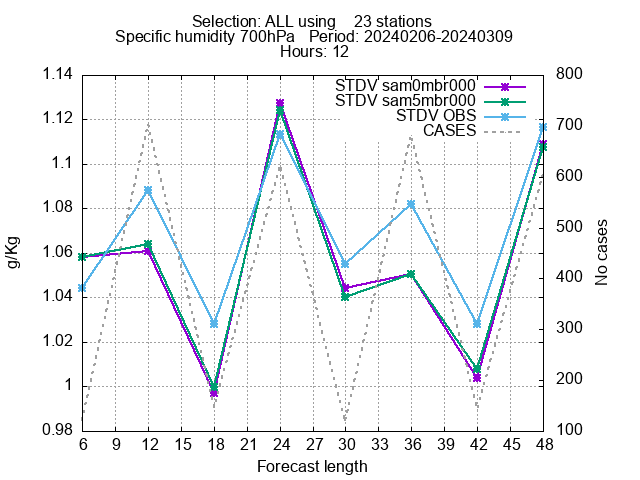 Selection: ALL using    23 stations
Specific humidity 700hPa   Period: 20240206-20240309
Hours: 12
STDV sam0mbr000
STDV sam5mbr000
STDV OBS
CASES
1.14
1.12
1.1
1.08
1.06
1.04
1.02
1
0.98
g/Kg
800
700
600
500
400
300
200
100
No cases
6 9 12 15 18 21 24 27 30 33 36 39 42 45 48
Forecast length